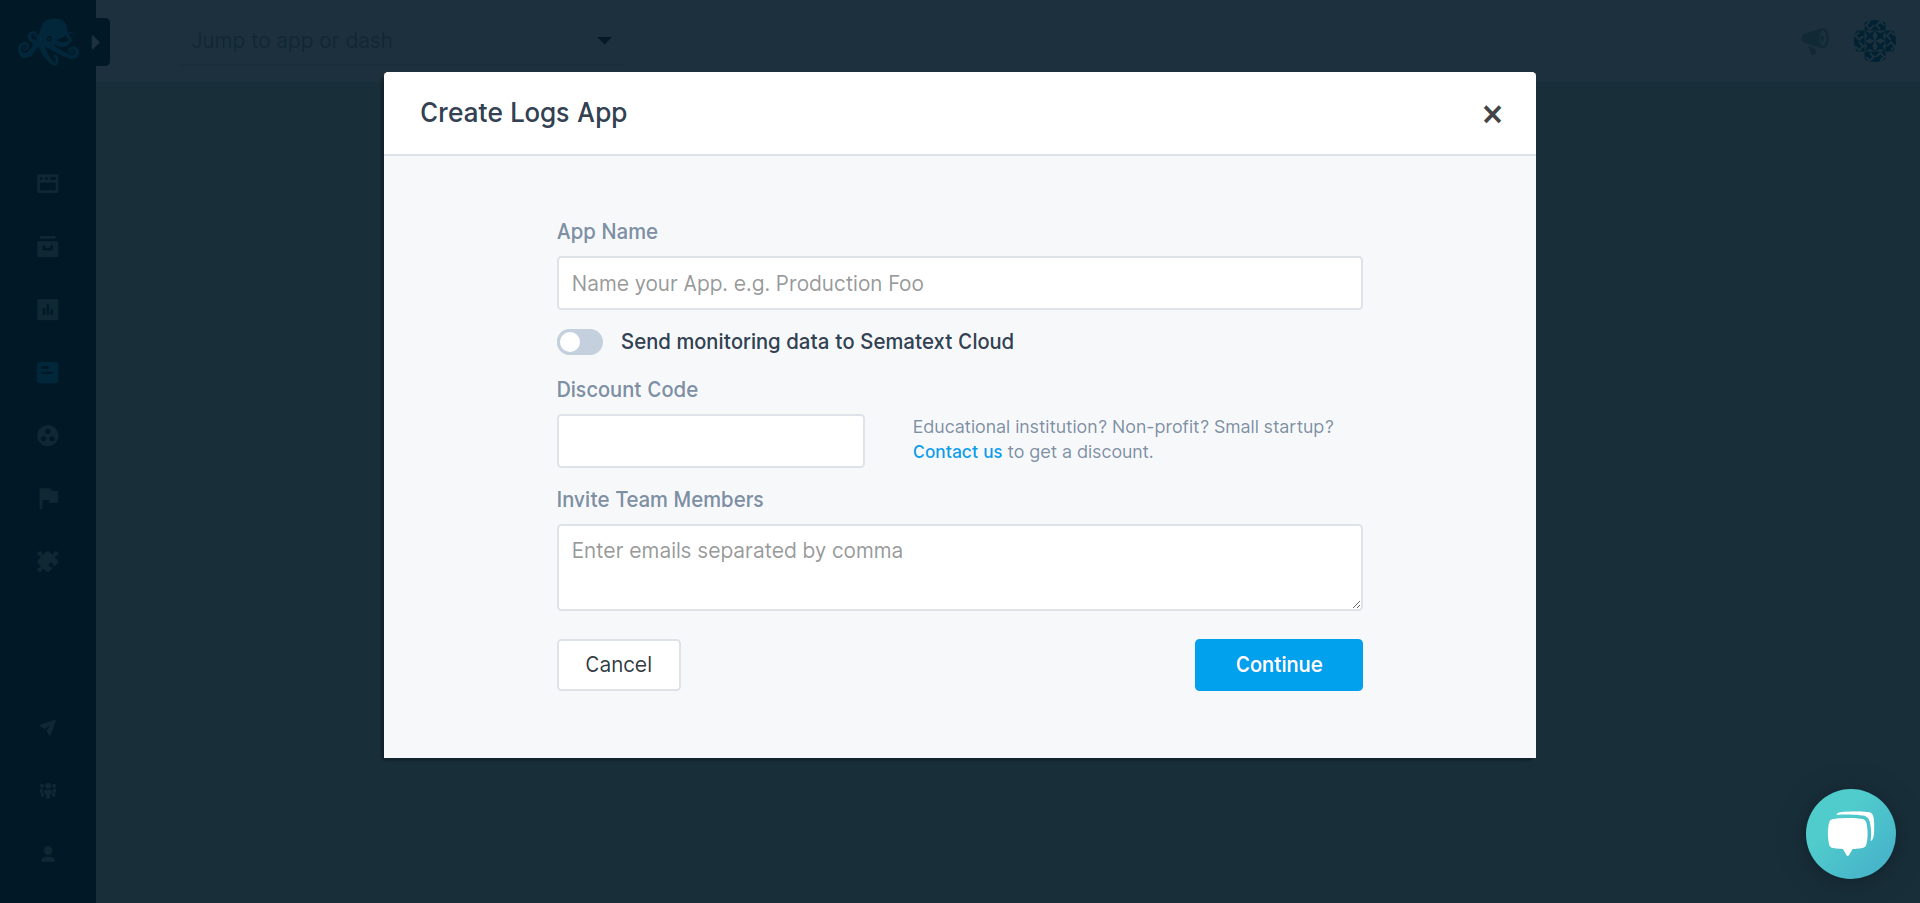 Jump to app or dash
Create Logs App
App Name
Name your App. e.g. Production Foo
Send monitoring data to Sematext Cloud
Discount Code
Educational institution? Non-profit? Small startup?
Contact us to get a discount.
Invite Team Members
Enter emails separated by comma
Cancel
Continue